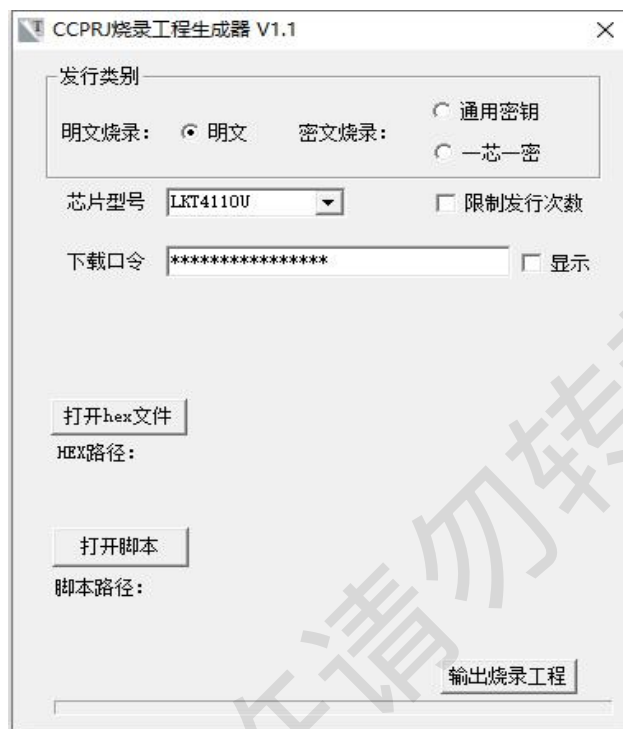 CCPRJ烧录工程生成器 V1.1
发行类别
明文烧录： 明文 密文烧录： 通用密钥
一芯一密
芯片型号 LKT4110U 限制发行次数
下载口令 **************** 显示
打开hex文件
HEX路径：
打开脚本
脚本路径：
输出烧录工程
请勿转